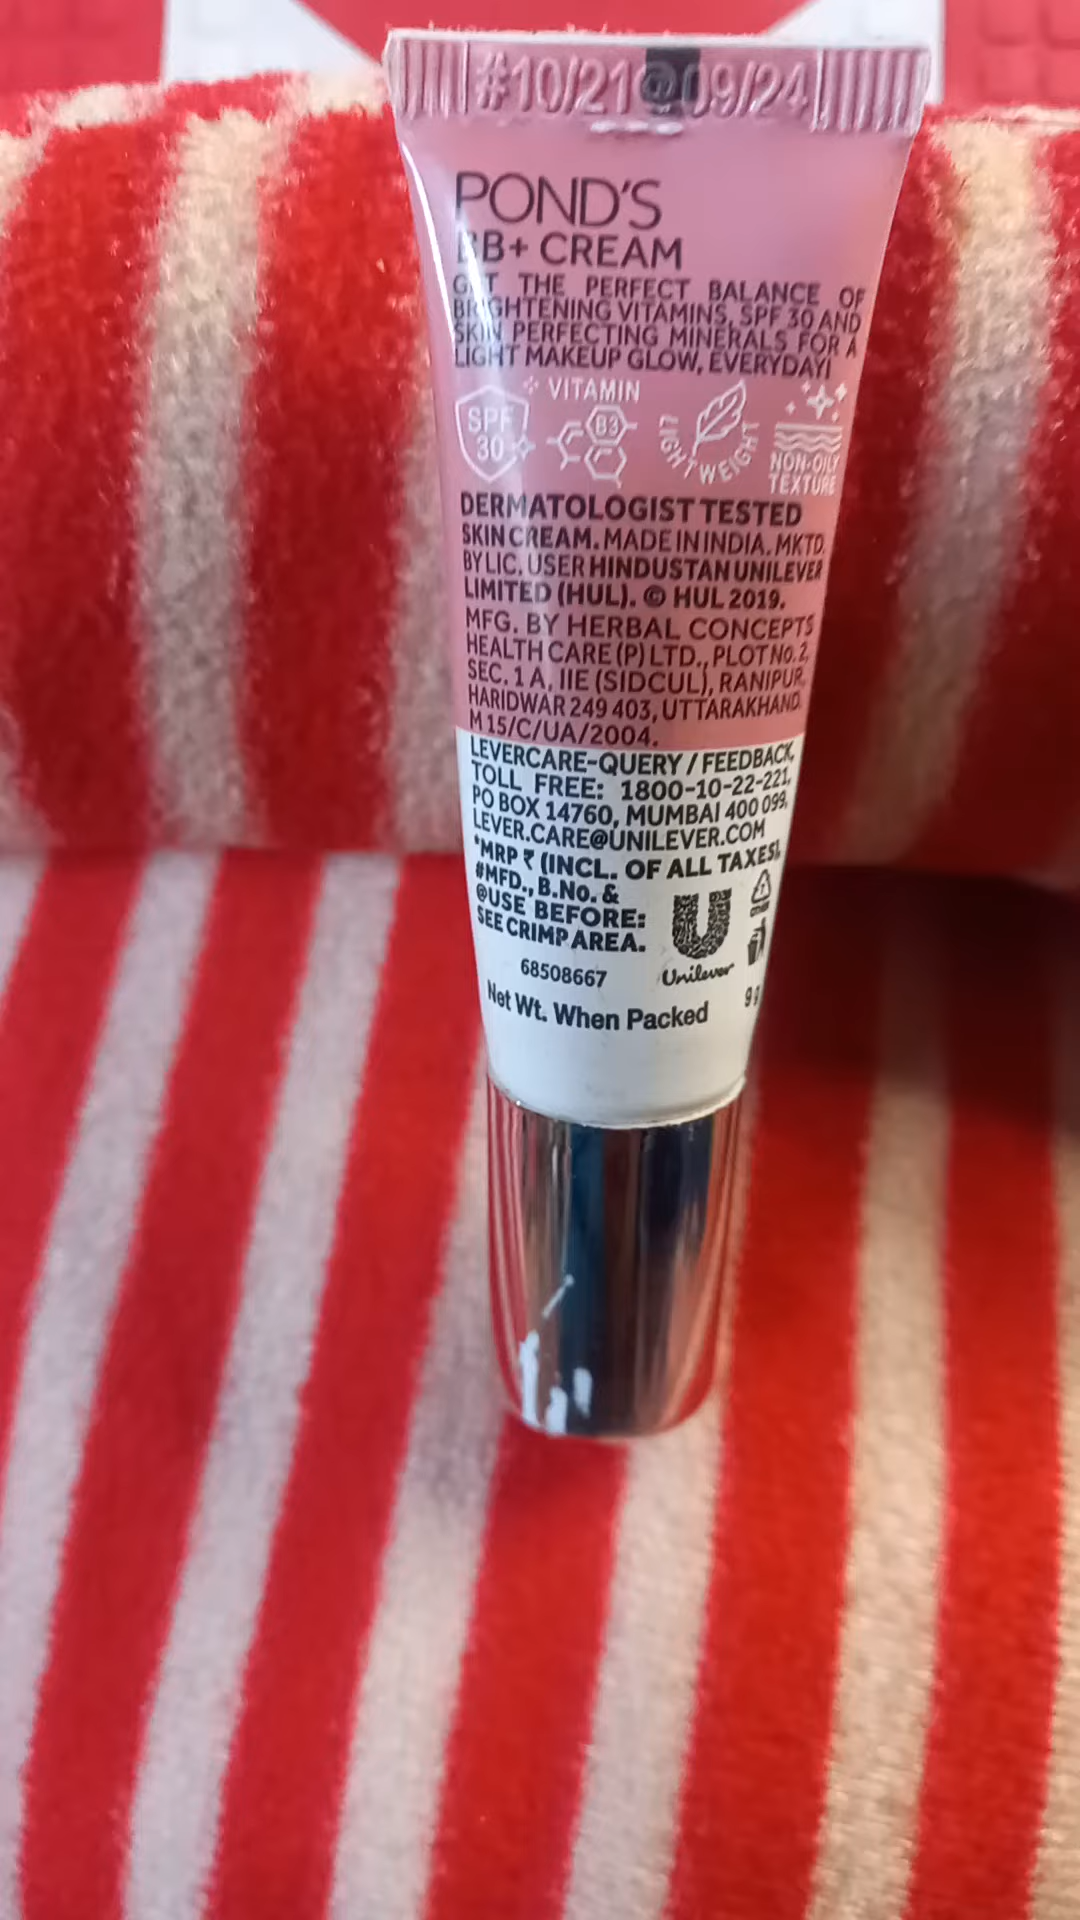 #10/21@09/24
POND'S
BB+ CREAM
GET THE PERFECT BALANCE OF
BRIGHTENING VITAMINS, SPF 30 AND
SKIN PERFECTING MINERALS FOR A
LIGHT MAKEUP GLOW, EVERYDAY!
SPF
30
VITAMIN
B3
LIGHTWEIGHT
NON-OILY
TEXTURE
DERMATOLOGIST TESTED
SKIN CREAM. MADE IN INDIA. MKTD.
BY LIC. USER HINDUSTAN UNILEVER
LIMITED (HUL). © HUL 2019.
MFG. BY HERBAL CONCEPTS
HEALTHCARE (P) LTD., PLOT No. 2,
SEC. 1 A, IIE (SIDCUL), RANIPUR,
HARIDWAR 249 403, UTTARAKHAND.
M 15/C/UA/2004.
LEVERCARE-QUERY / FEEDBACK,
TOLL FREE: 1800-10-22-221,
PO BOX 14760, MUMBAI 400 099,
LEVER.CARE@UNILEVER.COM
*MRP ₹ (INCL. OF ALL TAXES),
#MFD., B.No. &
@USE BEFORE:
SEE CRIMP AREA.
Unilever
68508667
Net Wt. When Packed 9 g